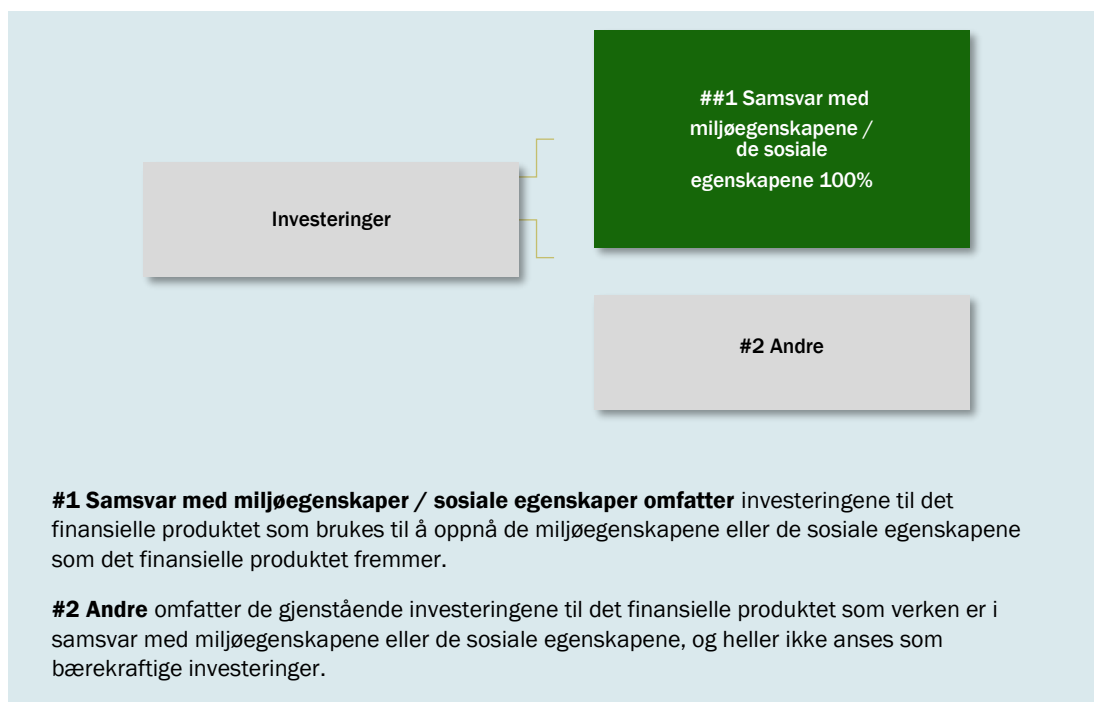 ##1 Samsvar med
miljøegenskapene /
de sosiale
egenskapene 100%
Investeringer
#2 Andre
#1 Samsvar med miljøegenskaper / sosiale egenskaper omfatter investeringene til det
finansielle produktet som brukes til å oppnå de miljøegenskapene eller de sosiale egenskapene
som det finansielle produktet fremmer.
#2 Andre omfatter de gjenstående investeringene til det finansielle produktet som verken er i
samsvar med miljøegenskapene eller de sosiale egenskapene, og heller ikke anses som
bærekraftige investeringer.